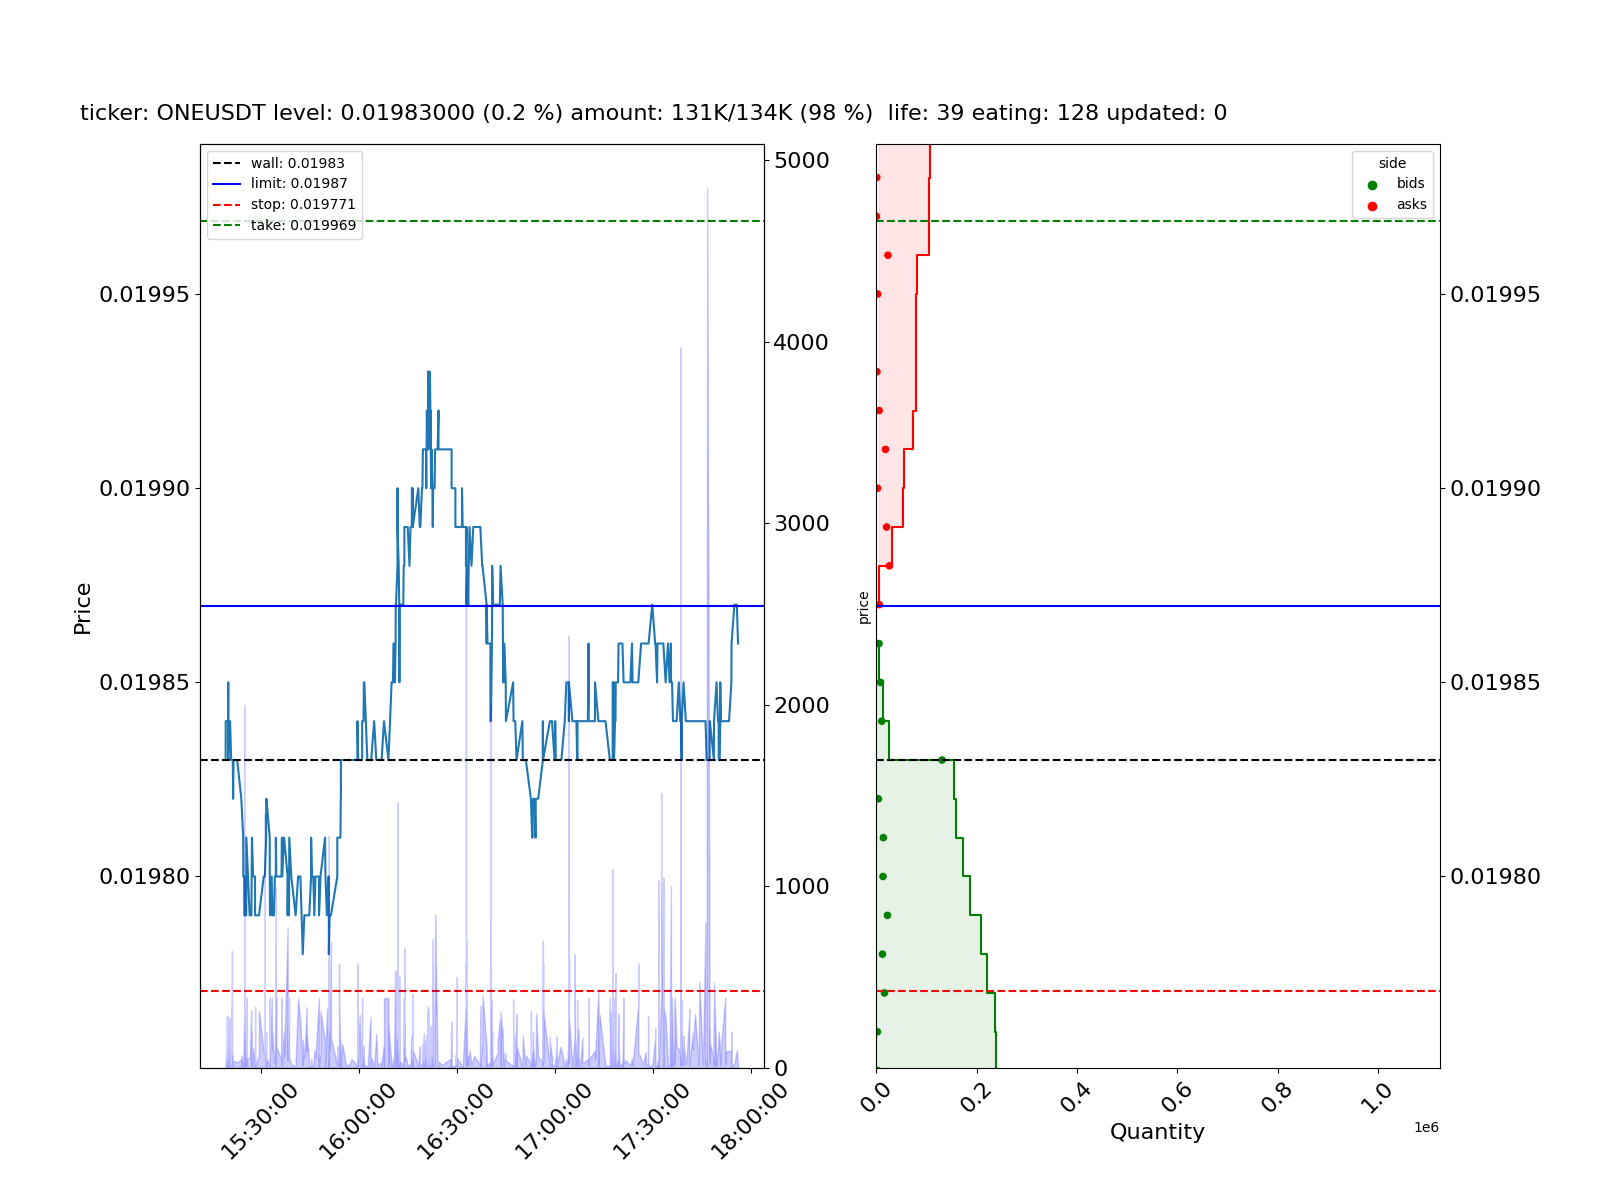 ticker: ONEUSDT level: 0.01983000 (0.2 %) amount: 131K/134K (98 %)  life: 39 eating: 128 updated: 0
wall: 0.01983
limit: 0.01987
stop: 0.019771
take: 0.019969
Price
0.01995
0.01990
0.01985
0.01980
5000
4000
3000
2000
1000
0
15:30:00
16:00:00
16:30:00
17:00:00
17:30:00
18:00:00
side
bids
asks
price
0.01995
0.01990
0.01985
0.01980
0.0
0.2
0.4
0.6
0.8
1.0
Quantity
1e6